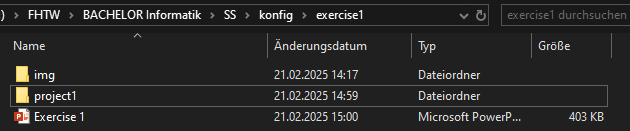 ) > FHTW > BACHELOR Informatik > SS > konfig > exercise1 exercise1 durchsuchen
Name Änderungsdatum Typ Größe
img 21.02.2025 14:17 Dateiordner
project1 21.02.2025 14:59 Dateiordner
Exercise 1 21.02.2025 15:00 Microsoft PowerP... 403 KB